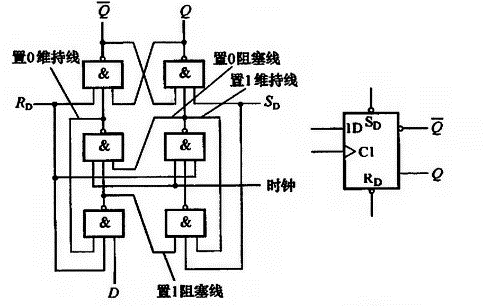 Q̅ Q
& &
置0维持线 置0阻塞线
置1维持线
R_D S_D
& &
时钟
& &
D 置1阻塞线
S_D
1D Q̅
C1
R_D Q